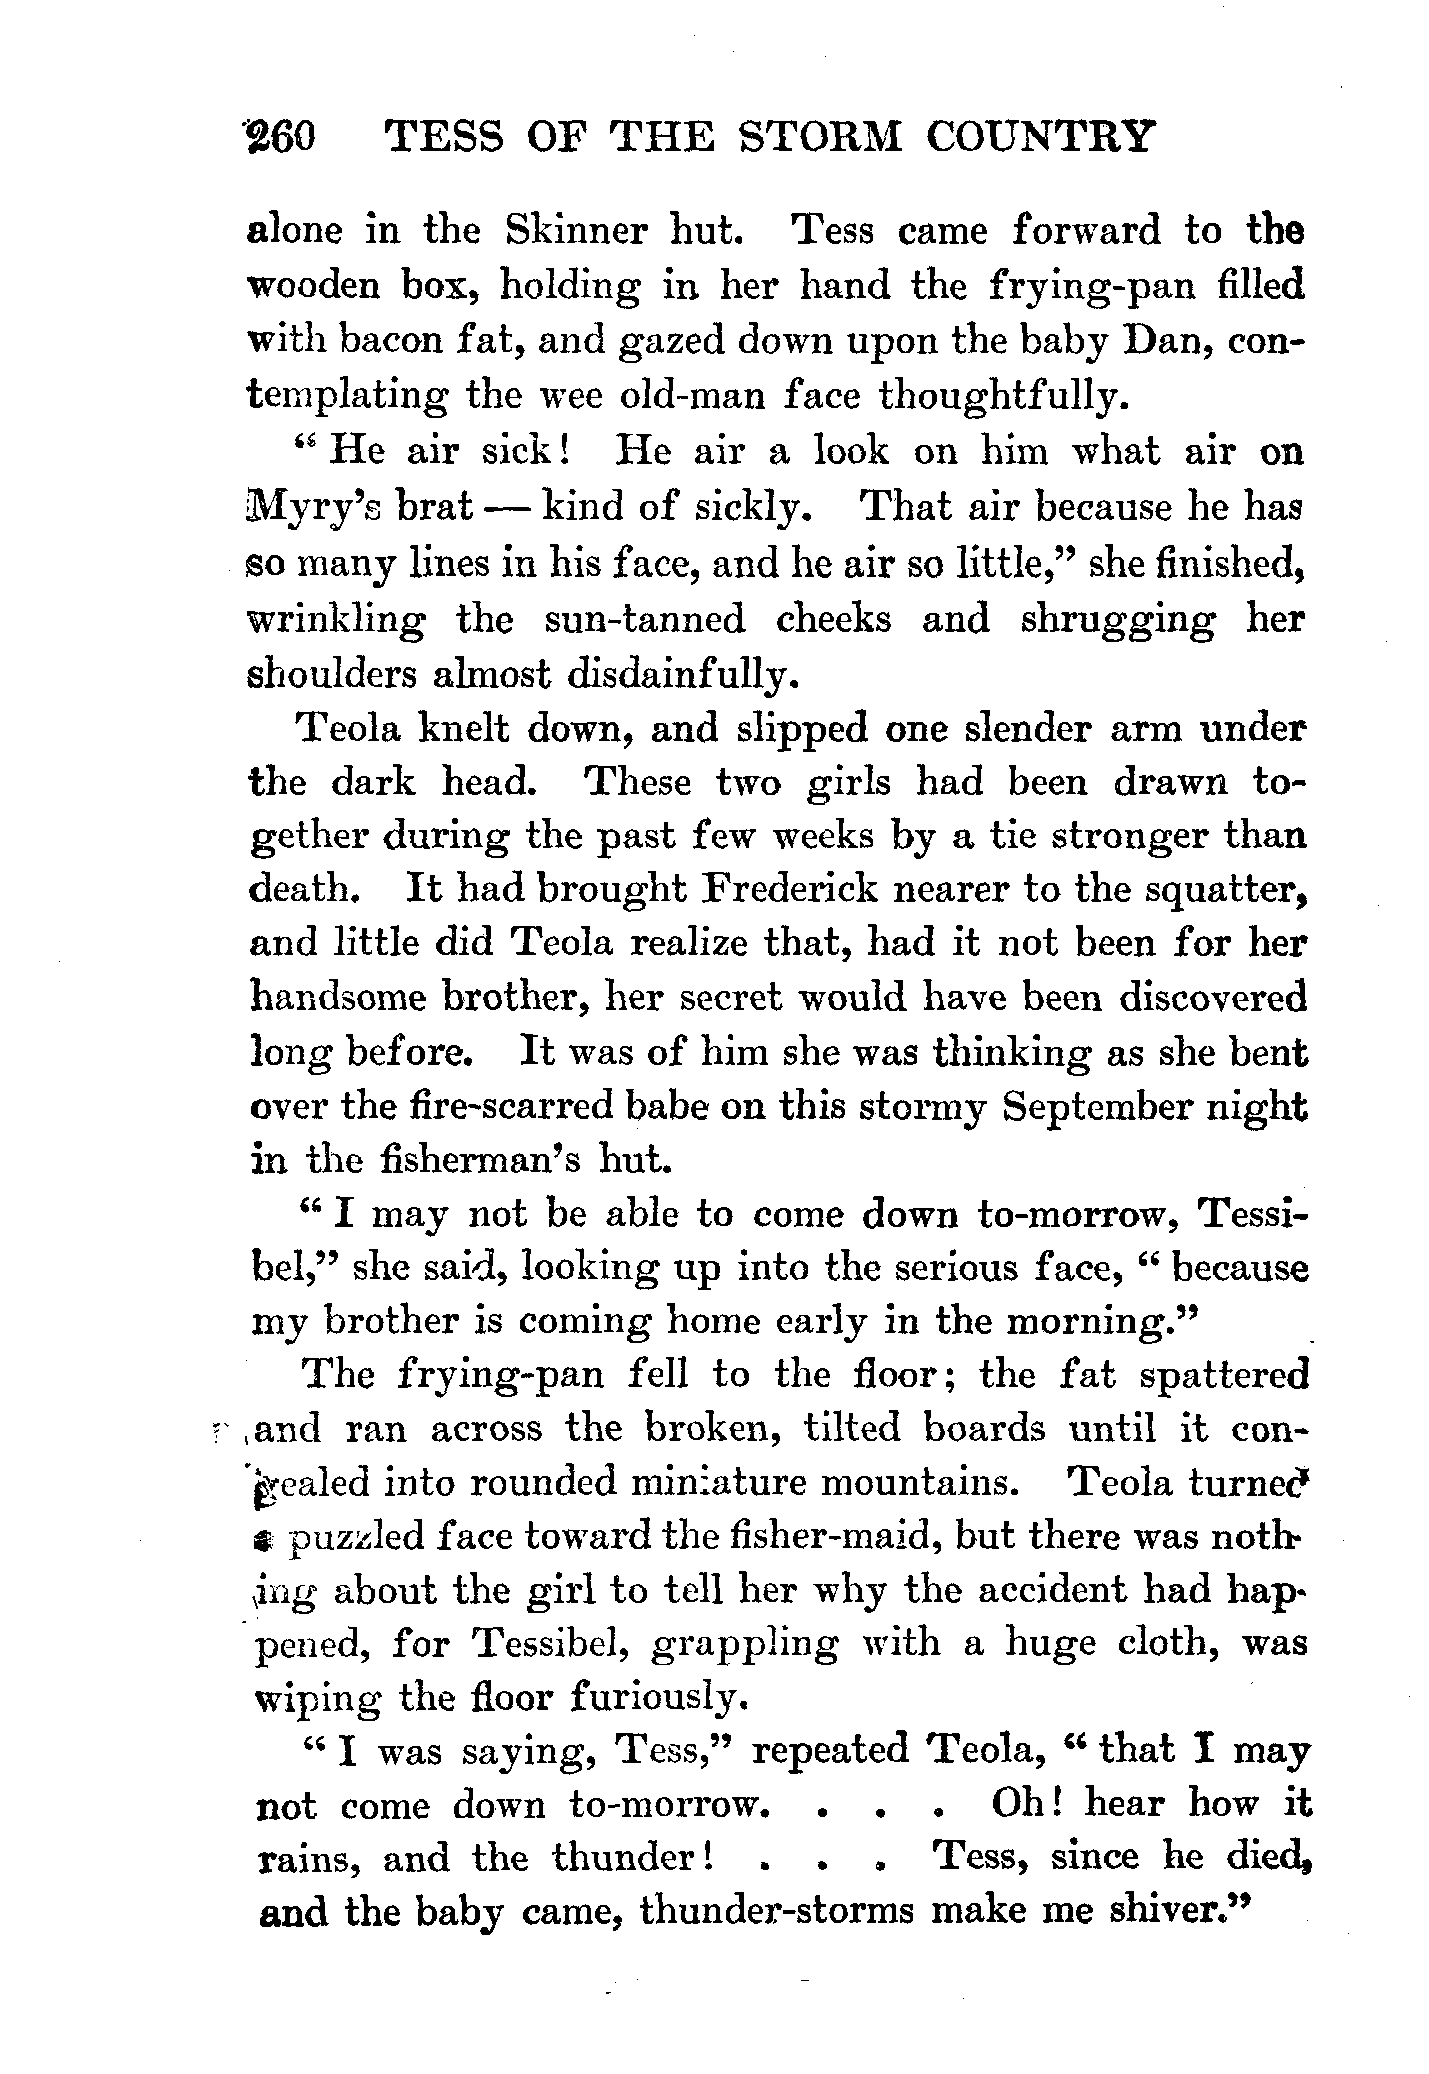 260 TESS OF THE STORM COUNTRY
alone in the Skinner hut. Tess came forward to the
wooden box, holding in her hand the frying-pan filled
with bacon fat, and gazed down upon the baby Dan, con-
templating the wee old-man face thoughtfully.
“ He air sick! He air a look on him what air on
Myry’s brat — kind of sickly. That air because he has
so many lines in his face, and he air so little,” she finished,
wrinkling the sun-tanned cheeks and shrugging her
shoulders almost disdainfully.
Teola knelt down, and slipped one slender arm under
the dark head. These two girls had been drawn to-
gether during the past few weeks by a tie stronger than
death. It had brought Frederick nearer to the squatter,
and little did Teola realize that, had it not been for her
handsome brother, her secret would have been discovered
long before. It was of him she was thinking as she bent
over the fire-scarred babe on this stormy September night
in the fisherman’s hut.
“ I may not be able to come down to-morrow, Tessi-
bel,” she said, looking up into the serious face, “ because
my brother is coming home early in the morning.”
The frying-pan fell to the floor; the fat spattered
and ran across the broken, tilted boards until it con-
gealed into rounded miniature mountains. Teola turned
a puzzled face toward the fisher-maid, but there was noth-
ing about the girl to tell her why the accident had hap-
pened, for Tessibel, grappling with a huge cloth, was
wiping the floor furiously.
“ I was saying, Tess,” repeated Teola, “ that I may
not come down to-morrow. . . . Oh! hear how it
rains, and the thunder! . . . Tess, since he died,
and the baby came, thunder-storms make me shiver.”